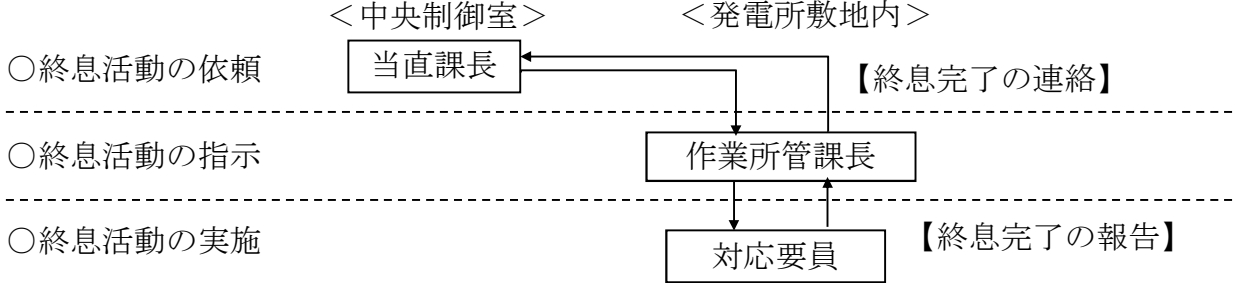 ＜中央制御室＞ ＜発電所敷地内＞
○終息活動の依頼 当直課長 【終息完了の連絡】
○終息活動の指示 作業所管課長
○終息活動の実施 対応要員 【終息完了の報告】